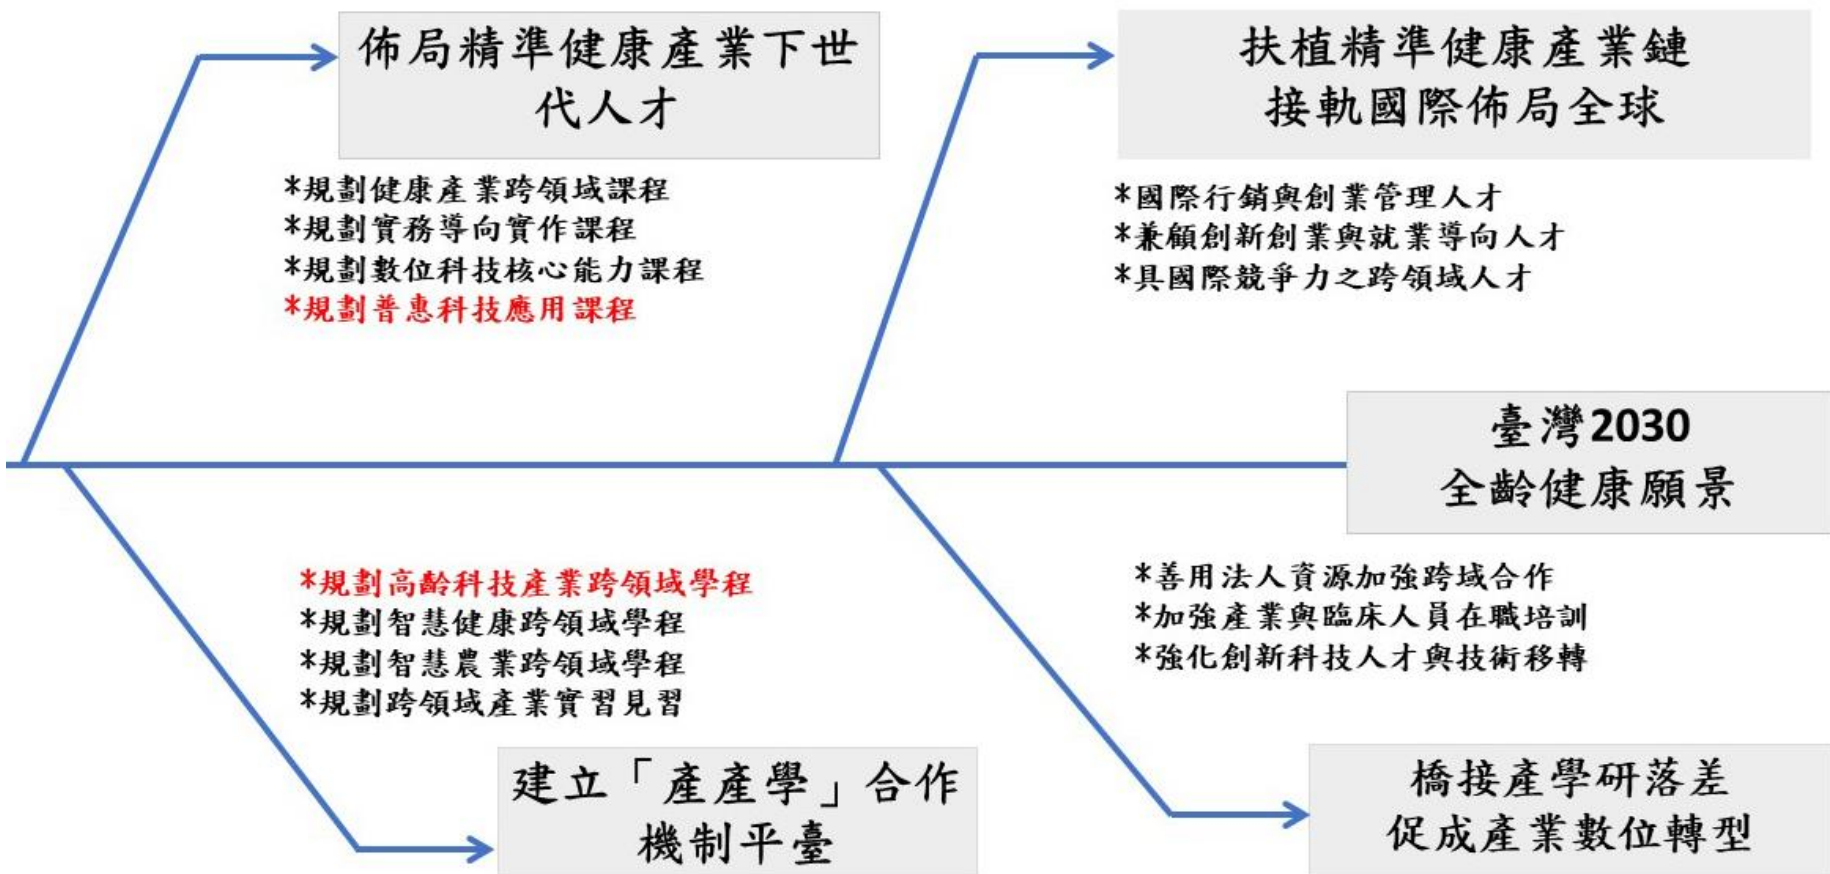 佈局精準健康產業下世
代人才
*規劃健康產業跨領域課程
*規劃實務導向實作課程
*規劃數位科技核心能力課程
*規劃普惠科技應用課程
扶植精準健康產業鏈
接軌國際佈局全球
*國際行銷與創業管理人才
*兼顧創新創業與就業導向人才
*具國際競爭力之跨領域人才
臺灣2030
全齡健康願景
*規劃高齡科技產業跨領域學程
*規劃智慧健康跨領域學程
*規劃智慧農業跨領域學程
*規劃跨領域產業實習見習
建立「產產學」合作
機制平臺
*善用法人資源加強跨域合作
*加強產業與臨床人員在職培訓
*強化創新科技人才與技術移轉
橋接產學研落差
促成產業數位轉型